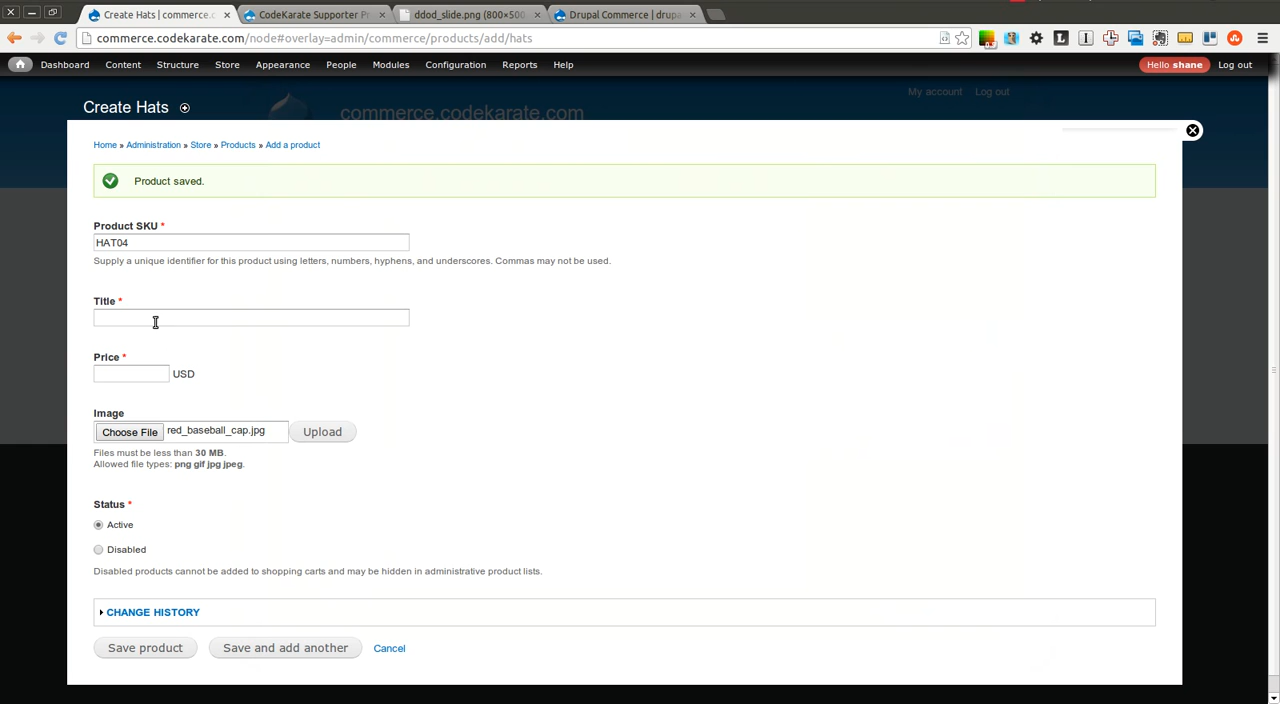 Create Hats | commerce.c CodeKarate Supporter Pr ddod_slide.png (800×500 Drupal Commerce | drupa
commerce.codekarate.com/node#overlay=admin/commerce/products/add/hats
Dashboard Content Structure Store Appearance People Modules Configuration Reports Help Hello shane Log out
My account Log out
Create Hats commerce.codekarate.com
Home » Administration » Store » Products » Add a product
Product saved.
Product SKU *
HAT04
Supply a unique identifier for this product using letters, numbers, hyphens, and underscores. Commas may not be used.
Title *
Price *
USD
Image
Choose File red_baseball_cap.jpg Upload
Files must be less than 30 MB.
Allowed file types: png gif jpg jpeg.
Status *
Active
Disabled
Disabled products cannot be added to shopping carts and may be hidden in administrative product lists.
CHANGE HISTORY
Save product Save and add another Cancel